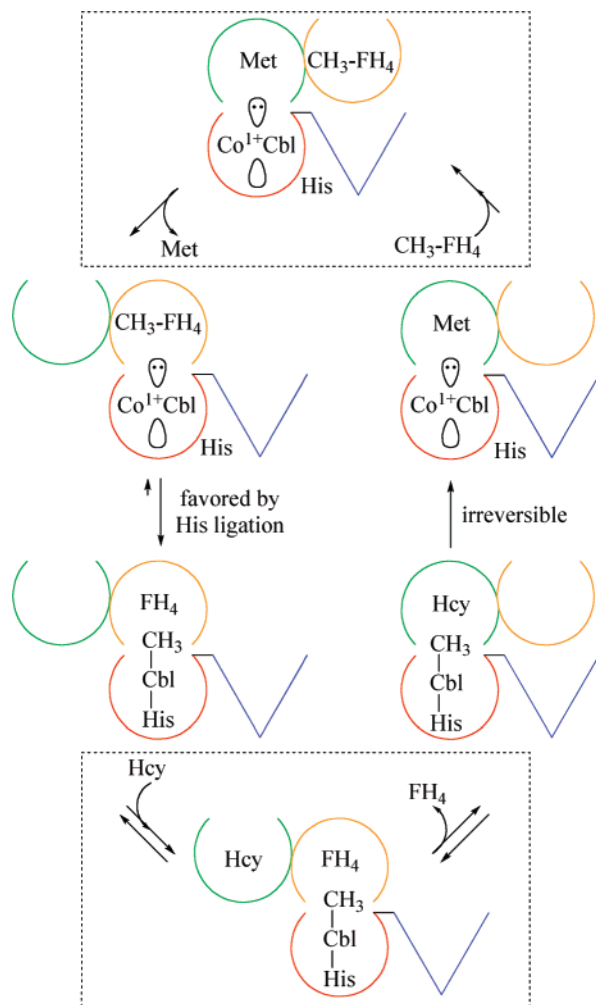 Met
CH₃-FH₄
Co¹⁺Cbl
His
Met
CH₃-FH₄
CH₃-FH₄
Co¹⁺Cbl
His
Met
Co¹⁺Cbl
His
favored by
His ligation
irreversible
FH₄
CH₃
Cbl
His
Hcy
CH₃
Cbl
His
Hcy
FH₄
Hcy
FH₄
CH₃
Cbl
His